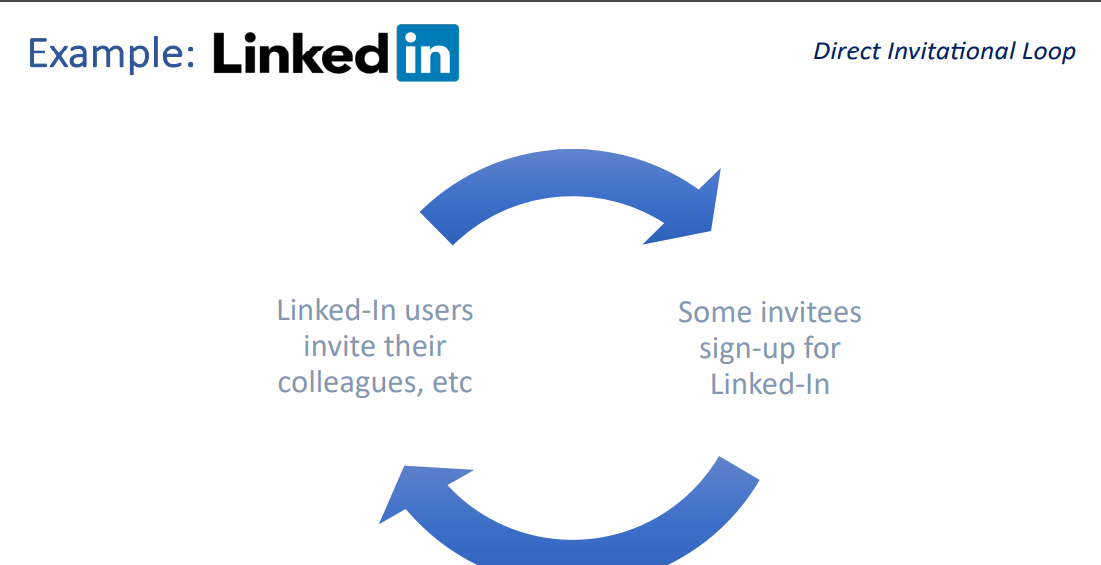 Example: Linkedin
Direct Invitational Loop
Linked-In users
invite their
colleagues, etc
Some invitees
sign-up for
Linked-In